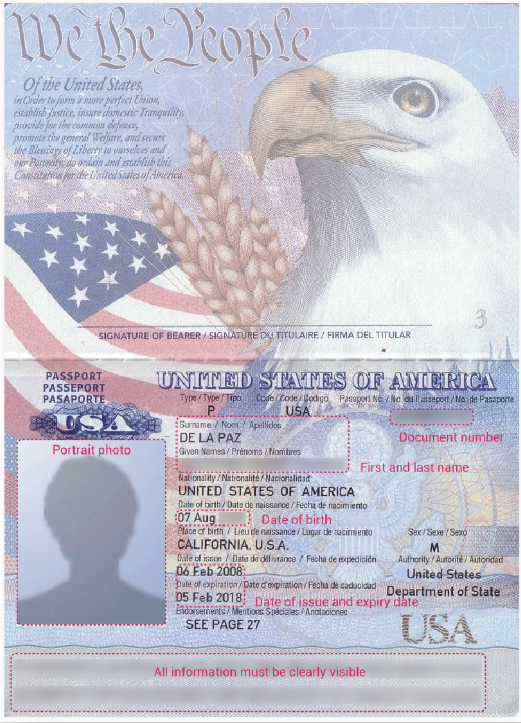 We the People
Of the United States,
in Order to form a more perfect Union,
establish Justice, insure domestic Tranquility,
provide for the common defence,
promote the general Welfare, and secure
the Blessings of Liberty to ourselves and
our Posterity, do ordain and establish this
Constitution for the United States of America.
3
SIGNATURE OF BEARER / SIGNATURE DU TITULAIRE / FIRMA DEL TITULAR
PASSPORT
PASSEPORT
PASAPORTE
USA
UNITED STATES OF AMERICA
Type / Type / Tipo Code / Code / Codigo Passport No. / No. du Passeport / No. de Pasaporte
P USA
Surname / Nom / Apellidos
DE LA PAZ
Document number
Given Names / Prénoms / Nombres
First and last name
Portrait photo
Nationality / Nationalité / Nacionalidad
UNITED STATES OF AMERICA
Date of birth / Date de naissance / Fecha de nacimiento
07 Aug Date of birth
Place of birth / Lieu de naissance / Lugar de nacimiento Sex / Sexe / Sexo
CALIFORNIA, U.S.A. M
Date of issue / Date de délivrance / Fecha de expedición Authority / Autorité / Autoridad
06 Feb 2008 United States
Date of expiration / Date d'expiration / Fecha de caducidad Department of State
05 Feb 2018 Date of issue and expiry date
Endorsements / Mentions Spéciales / Anotaciones
SEE PAGE 27
USA
All information must be clearly visible